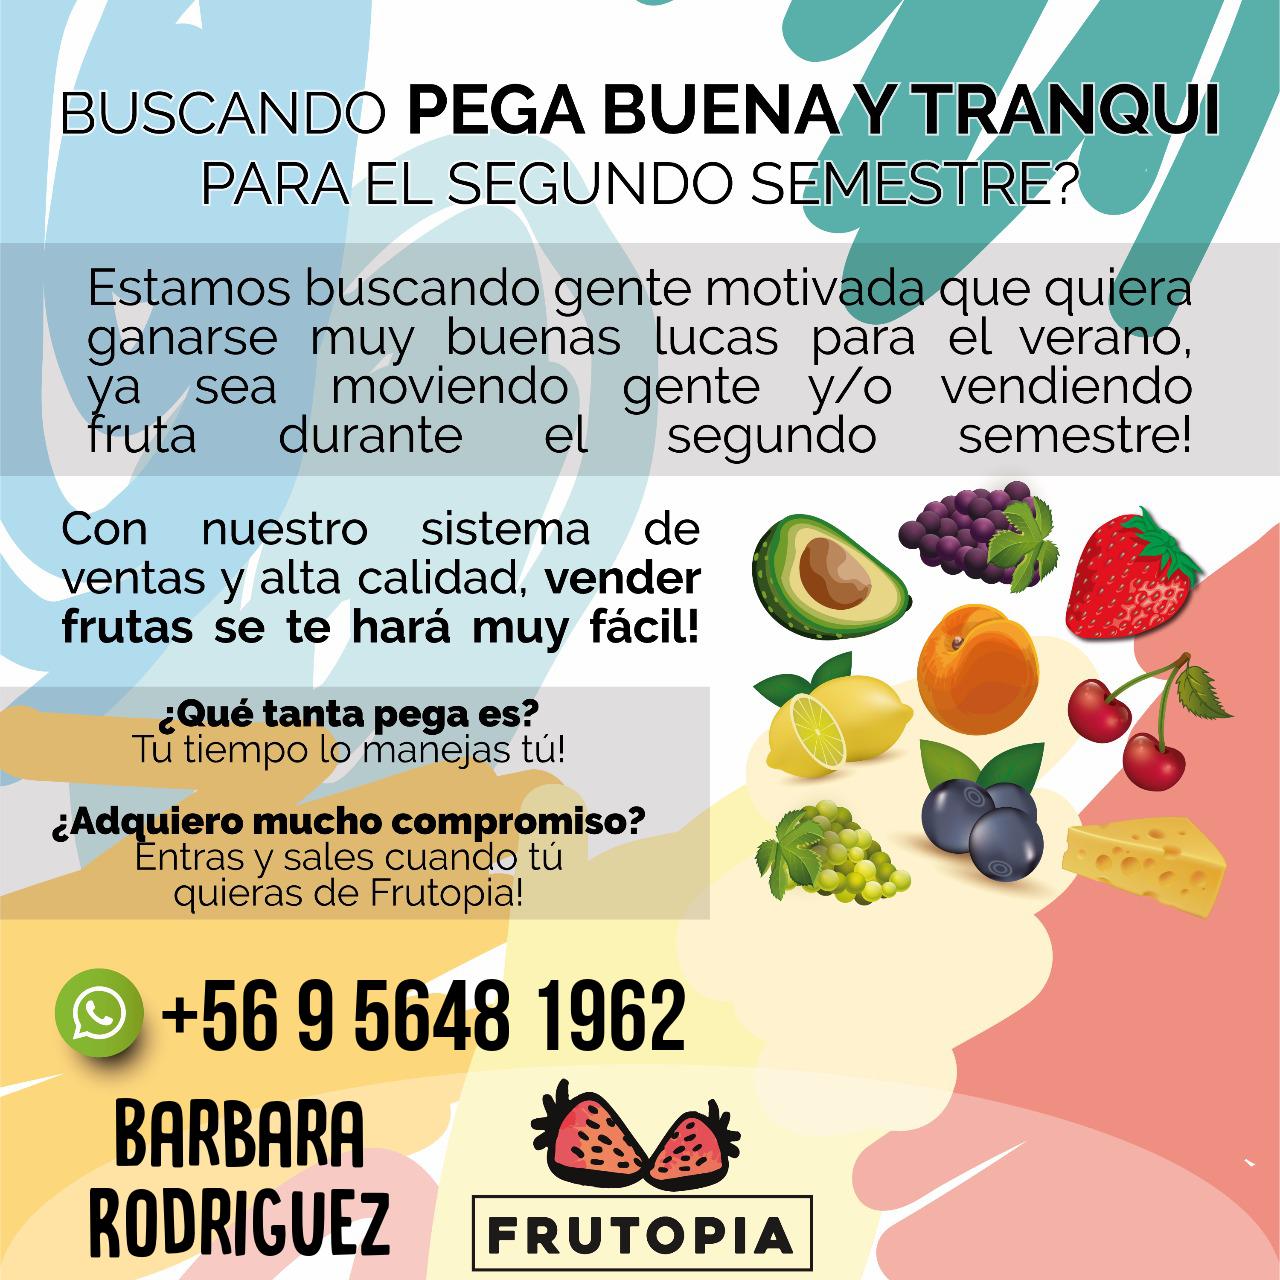 BUSCANDO PEGA BUENA Y TRANQUI
PARA EL SEGUNDO SEMESTRE?
Estamos buscando gente motivada que quiera
ganarse muy buenas lucas para el verano,
ya sea moviendo gente y/o vendiendo
fruta durante el segundo semestre!
Con nuestro sistema de
ventas y alta calidad, vender
frutas se te hará muy fácil!
¿Qué tanta pega es?
Tu tiempo lo manejas tú!
¿Adquiero mucho compromiso?
Entras y sales cuando tú
quieras de Frutopia!
+56 9 5648 1962
BARBARA
RODRIGUEZ
FRUTOPIA